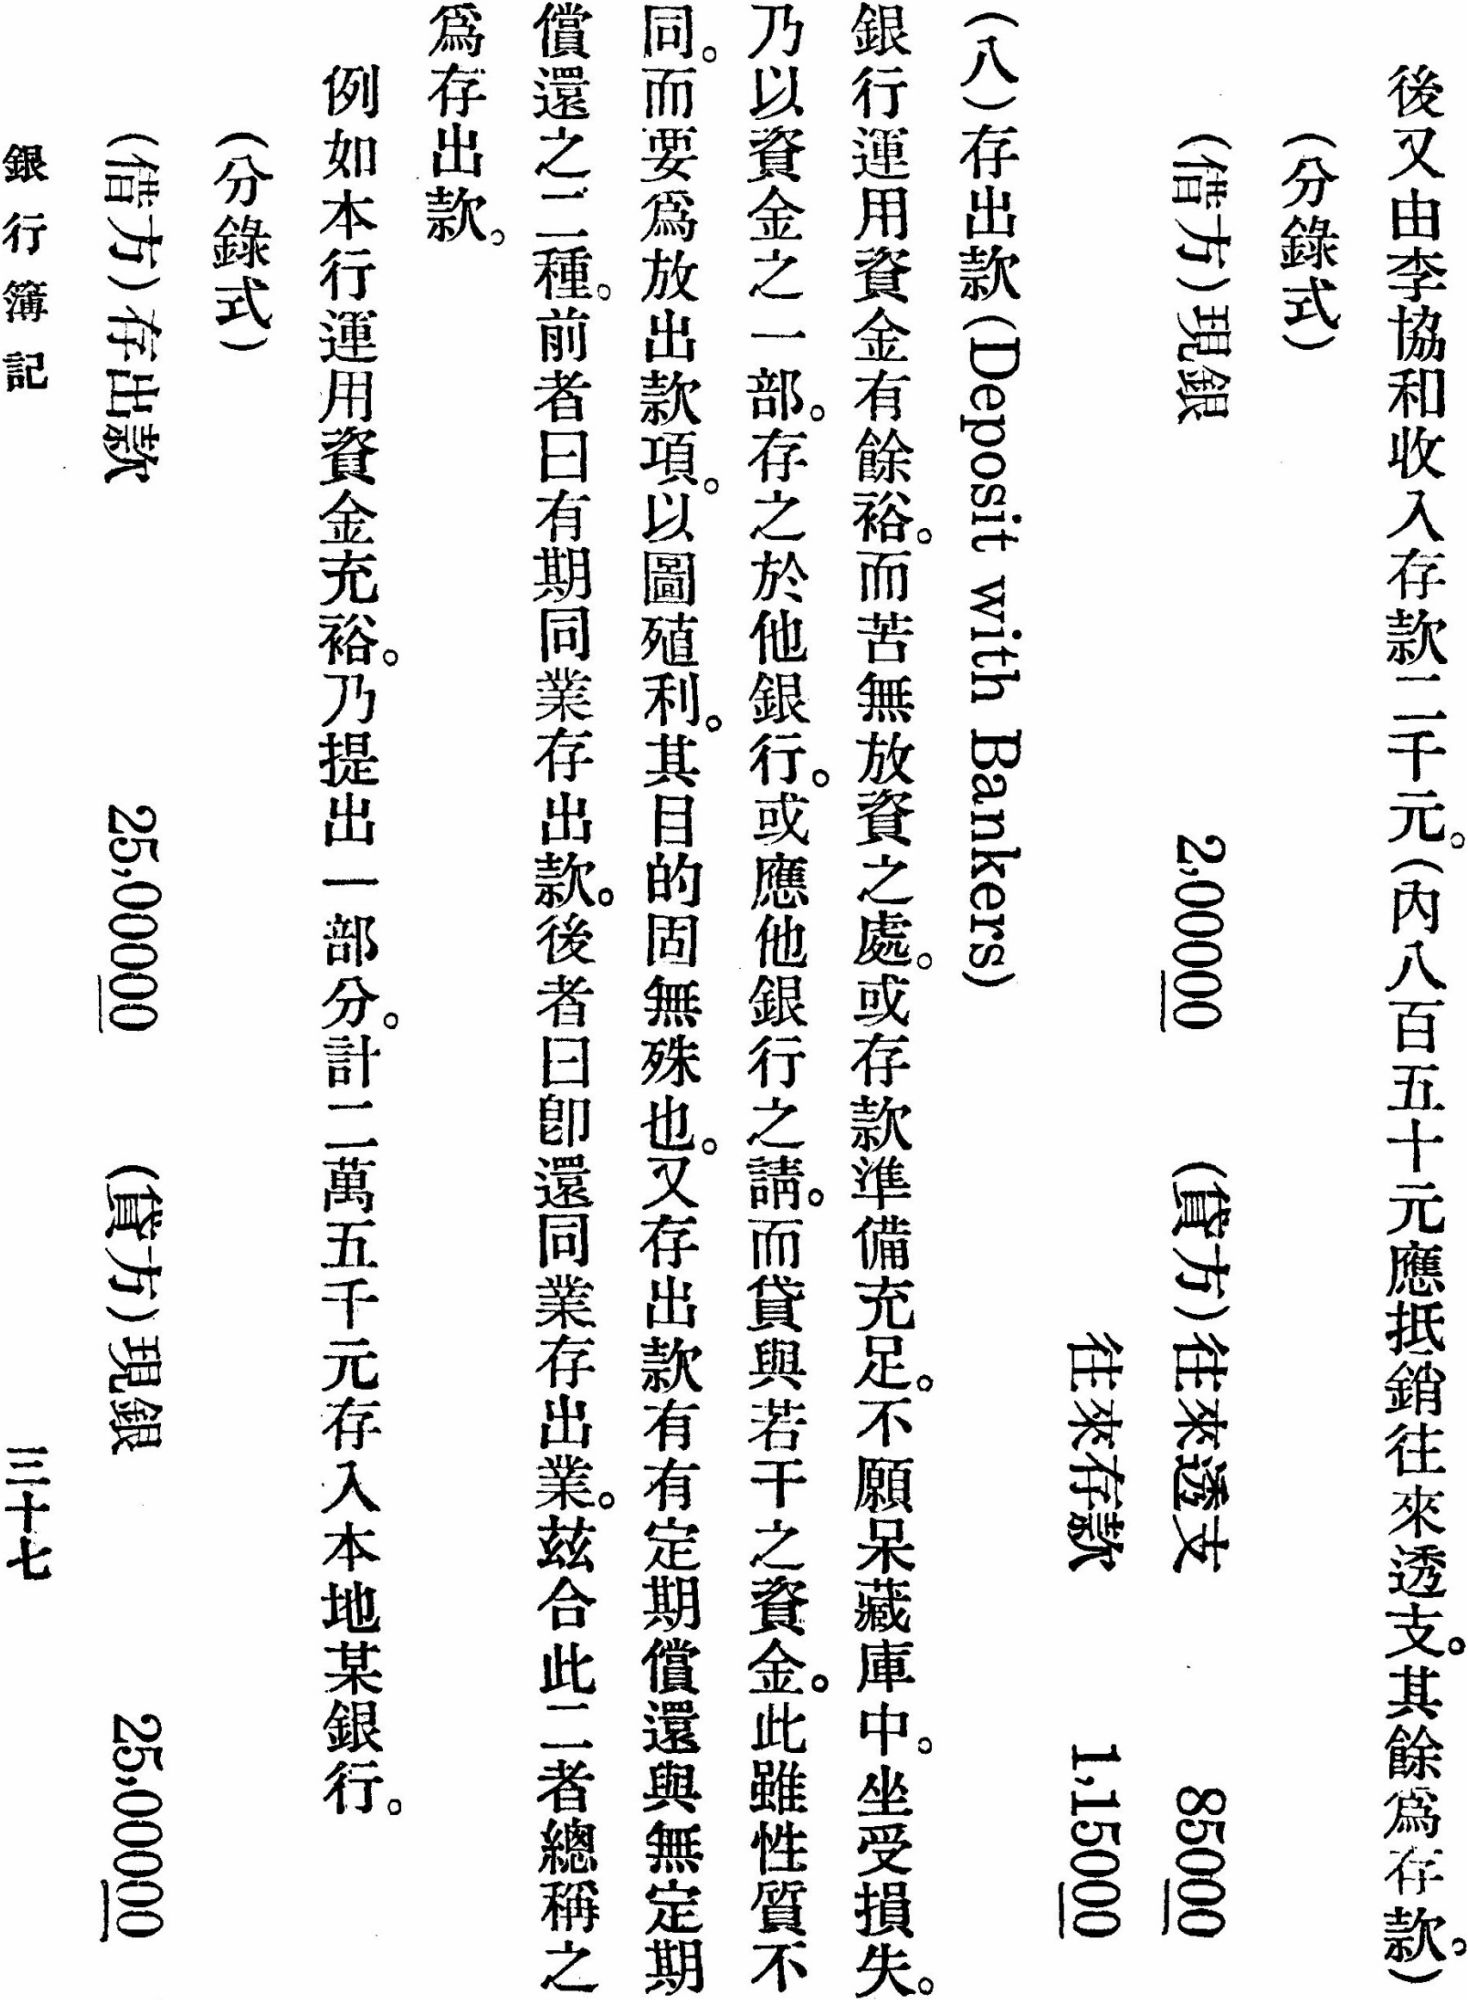 後又由李協和收入存款二千元。(內八百五十元應抵銷往來透支。其餘爲存款。)
(分錄式)
(借方)現銀 2,00000 (貸方)往來透支 85000
往來存款 1,15000
(八)存出款(Deposit with Bankers)
銀行運用資金有餘裕。而苦無放資之處。或存款準備充足。不願呆藏庫中。坐受損失。
乃以資金之一部。存之於他銀行。或應他銀行之請。而貸與若干之資金。此雖性質不
同。而要爲放出款項。以圖殖利。其目的固無殊也。又存出款有有定期償還與無定期
償還之二種。前者曰有期同業存出款。後者曰卽還同業存出業。茲合此二者總稱之
爲存出款。
例如本行運用資金充裕。乃提出一部分。計二萬五千元存入本地某銀行。
(分錄式)
(借方)存出款 25,00000 (貸方)現銀 25,00000
銀行簿記 三十七